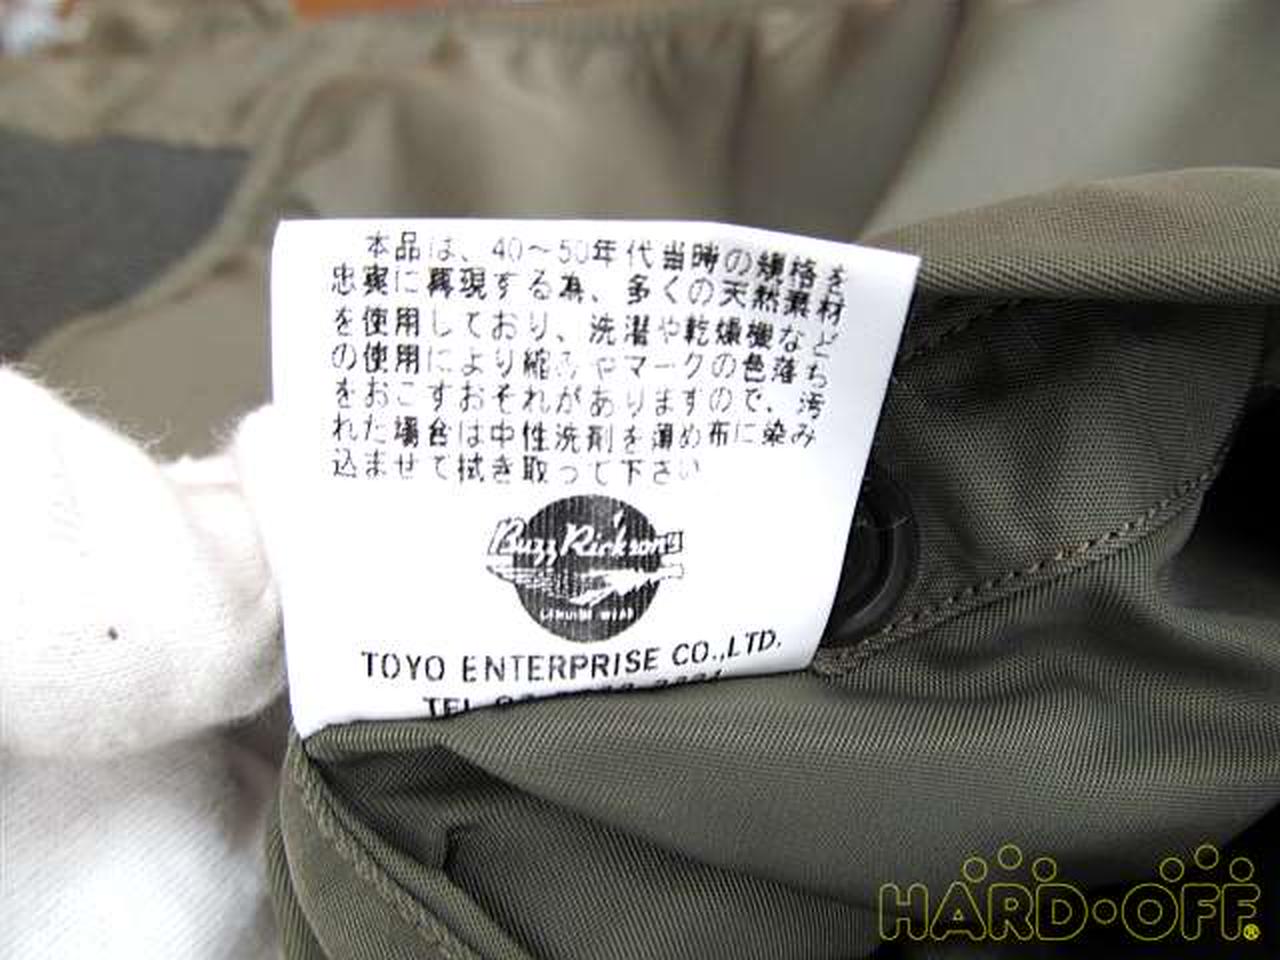 本品は、40～50年代当時の規格を
忠実に再現する為、多くの天然素材
を使用しており、洗濯や乾燥機など
の使用により縮みやマークの色落ち
をおこすおそれがありますので、汚
れた場合は中性洗剤を薄め布に染み
込ませて拭き取って下さい
Buzz Rickson's
GENUINE WEAR
TOYO ENTERPRISE CO.,LTD.
TEL
HARD·OFF®